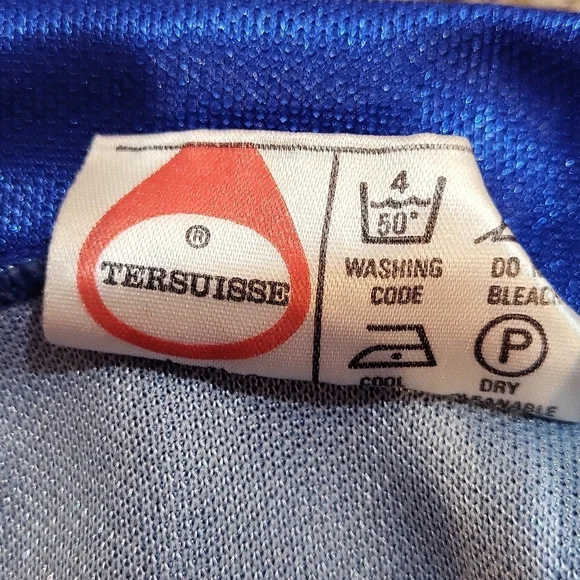 ®
TERSUISSE
4
50°
WASHING
CODE
DO
BLEAC
COOL
P
DRY